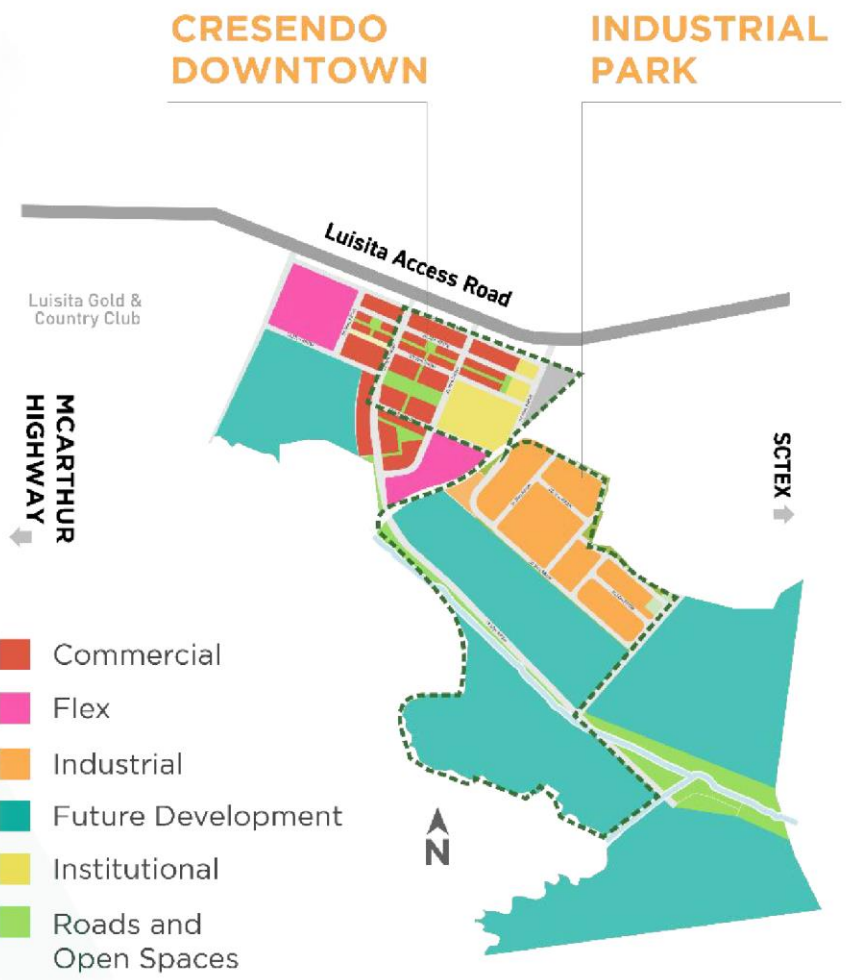 CRESENDO
DOWNTOWN
INDUSTRIAL
PARK
Luisita Access Road
Luisita Gold &
Country Club
MCARTHUR
HIGHWAY
SCTEX
Commercial
Flex
Industrial
Future Development
Institutional
Roads and
Open Spaces
N